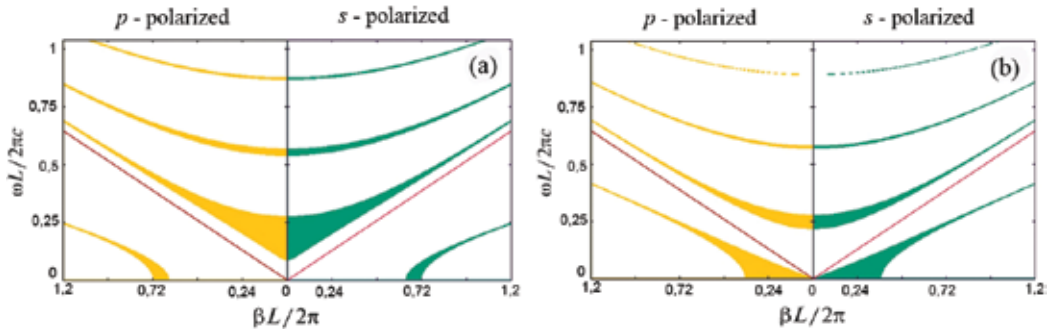 p - polarized s - polarized p - polarized s - polarized
1 (a) 1 (b)
0,75 0,75
ωL/2πc 0,5 ωL/2πc 0,5
0,25 0,25
0 0
1,2 0,72 0,24 0 0,24 0,72 1,2 1,2 0,72 0,24 0 0,24 0,72 1,2
βL/2π βL/2π